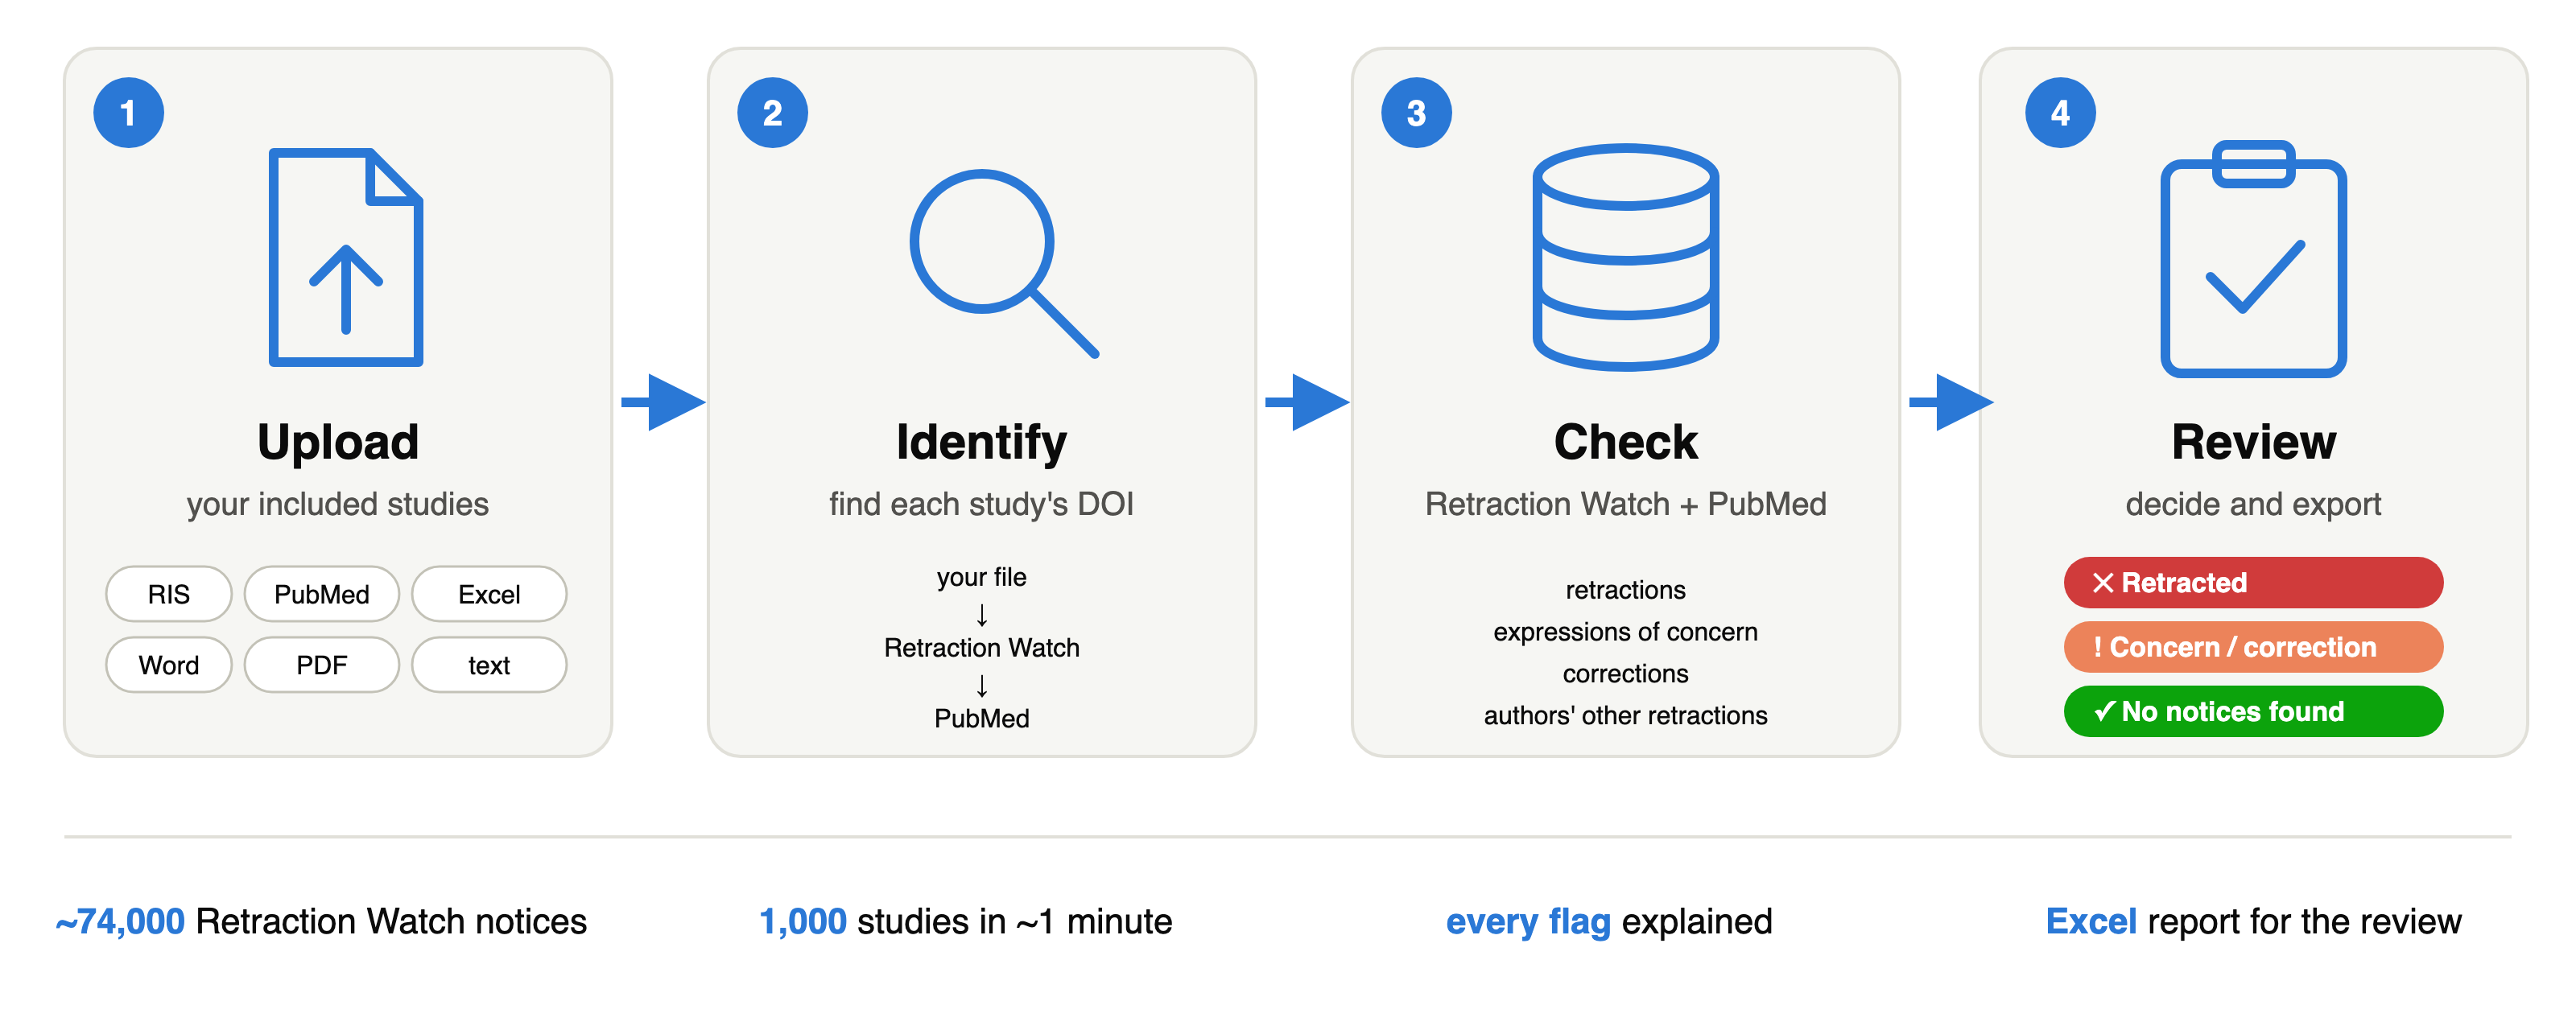 1
Upload
your included studies
RIS PubMed Excel
Word PDF text
2
Identify
find each study's DOI
your file
↓
Retraction Watch
↓
PubMed
3
Check
Retraction Watch + PubMed
retractions
expressions of concern
corrections
authors' other retractions
4
Review
decide and export
✕ Retracted
! Concern / correction
✓ No notices found
~74,000 Retraction Watch notices
1,000 studies in ~1 minute
every flag explained
Excel report for the review